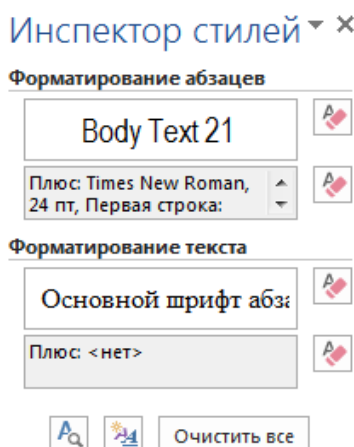 Инспектор стилей
Форматирование абзацев
Body Text 21
Плюс: Times New Roman,
24 пт, Первая строка:
Форматирование текста
Основной шрифт
Плюс: <нет>
Очистить все